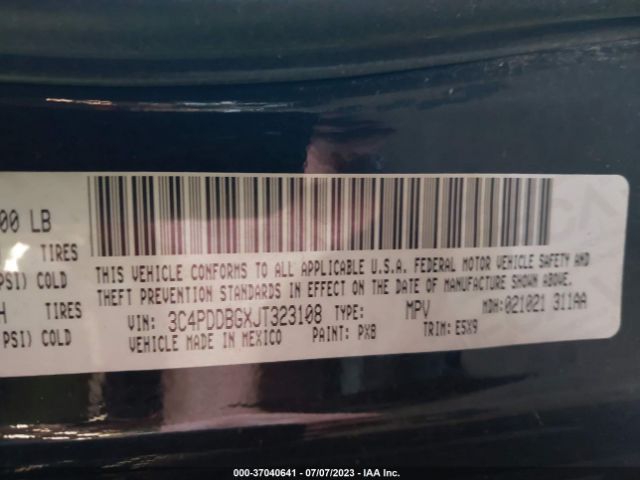 00 LB
TIRES
PSI) COLD
H TIRES
PSI) COLD
THIS VEHICLE CONFORMS TO ALL APPLICABLE U.S.A. FEDERAL MOTOR VEHICLE SAFETY AND
THEFT PREVENTION STANDARDS IN EFFECT ON THE DATE OF MANUFACTURE SHOWN ABOVE.
VIN: 3C4PDDBGXJT323108 TYPE: MPV MDH:021021 311AA
VEHICLE MADE IN MEXICO PAINT: PX8 TRIM: E5X9
000-37040641 - 07/07/2023 - IAA Inc.